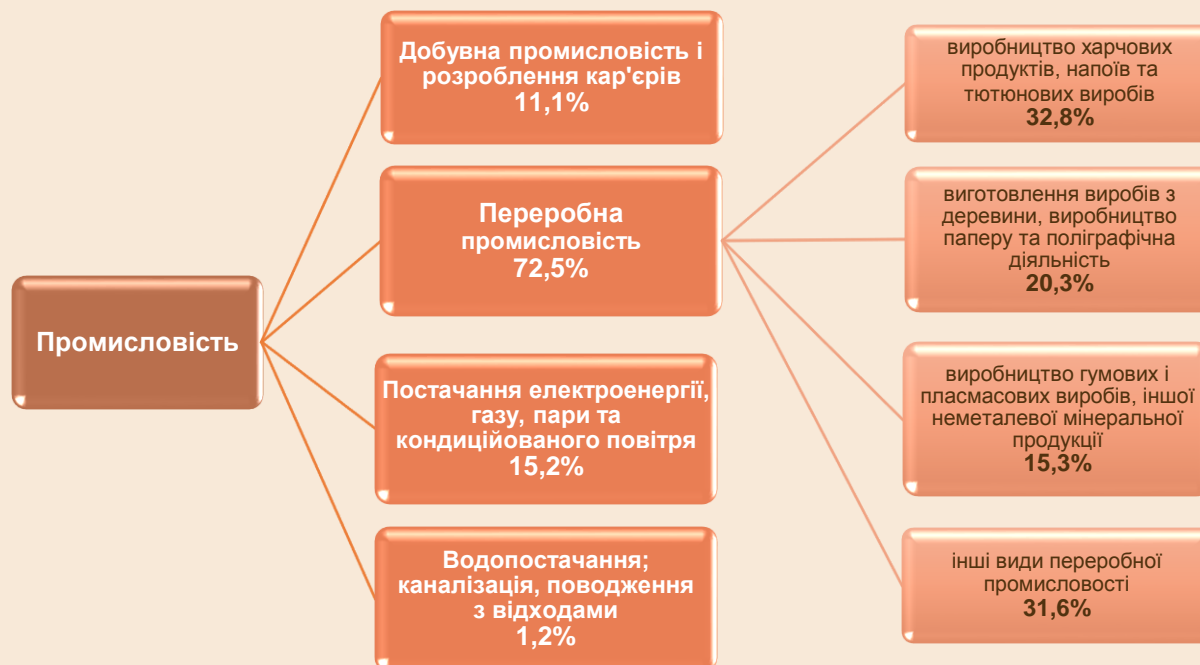 Промисловість
Добувна промисловість і
розроблення кар'єрів
11,1%
Переробна
промисловість
72,5%
Постачання електроенергії,
газу, пари та
кондиційованого повітря
15,2%
Водопостачання;
каналізація, поводження
з відходами
1,2%
виробництво харчових
продуктів, напоїв та
тютюнових виробів
32,8%
виготовлення виробів з
деревини, виробництво
паперу та поліграфічна
діяльність
20,3%
виробництво гумових і
пласмасових виробів, іншої
неметалевої мінеральної
продукції
15,3%
інші види переробної
промисловості
31,6%